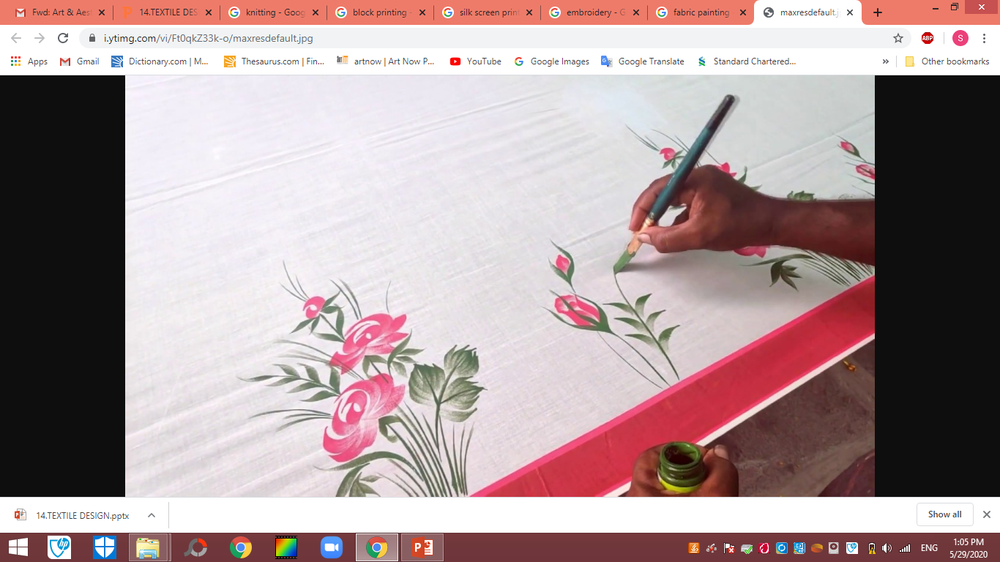 Fwd: Art & Aes
14.TEXTILE DES
knitting - Goog
block printing -
silk screen print
embroidery - G
fabric painting
maxresdefault.j
i.ytimg.com/vi/Ft0qkZ33k-o/maxresdefault.jpg
ABP
S
Apps
Gmail
Dictionary.com | M...
Thesaurus.com | Fin...
artnow | Art Now P...
YouTube
Google Images
Google Translate
Standard Chartered...
»
Other bookmarks
14.TEXTILE DESIGN.pptx
Show all
ENG
1:05 PM
5/29/2020